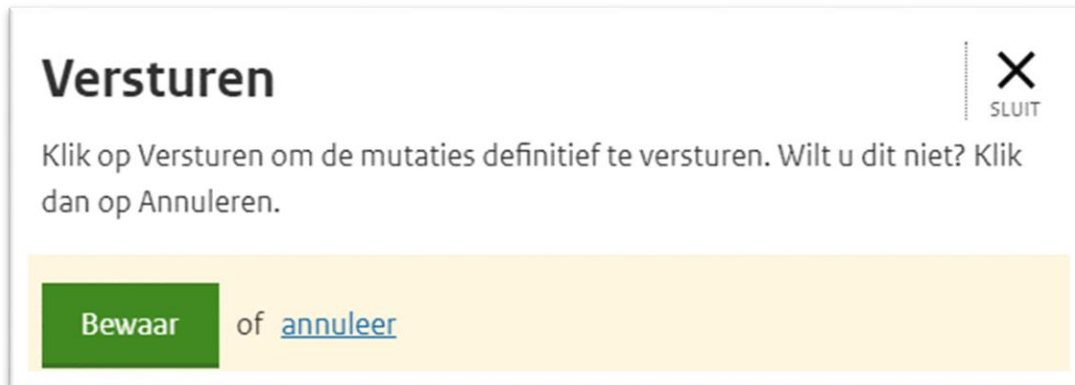 Versturen
SLUIT
Klik op Versturen om de mutaties definitief te versturen. Wilt u dit niet? Klik
dan op Annuleren.
Bewaar of annuleer